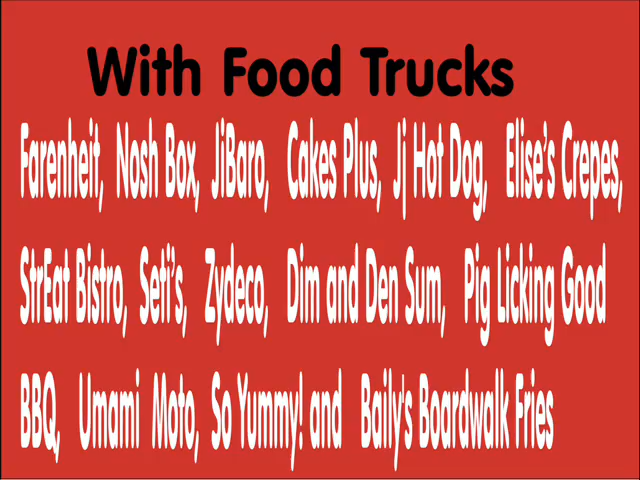 With Food Trucks
Farenheit, Nosh Box, JiBaro, Cakes Plus, Jj Hot Dog, Elise's Crepes,
StrEat Bistro, Seti's, Zydeco, Dim and Den Sum, Pig Licking Good
BBQ, Umami Moto, So Yummy! and Baily's Boardwalk Fries